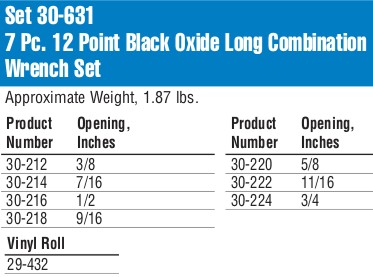 Set 30-631
7 Pc. 12 Point Black Oxide Long Combination
Wrench Set
Approximate Weight, 1.87 lbs.
Product Opening,
Number Inches
30-212 3/8
30-214 7/16
30-216 1/2
30-218 9/16
Product Opening,
Number Inches
30-220 5/8
30-222 11/16
30-224 3/4
Vinyl Roll
29-432